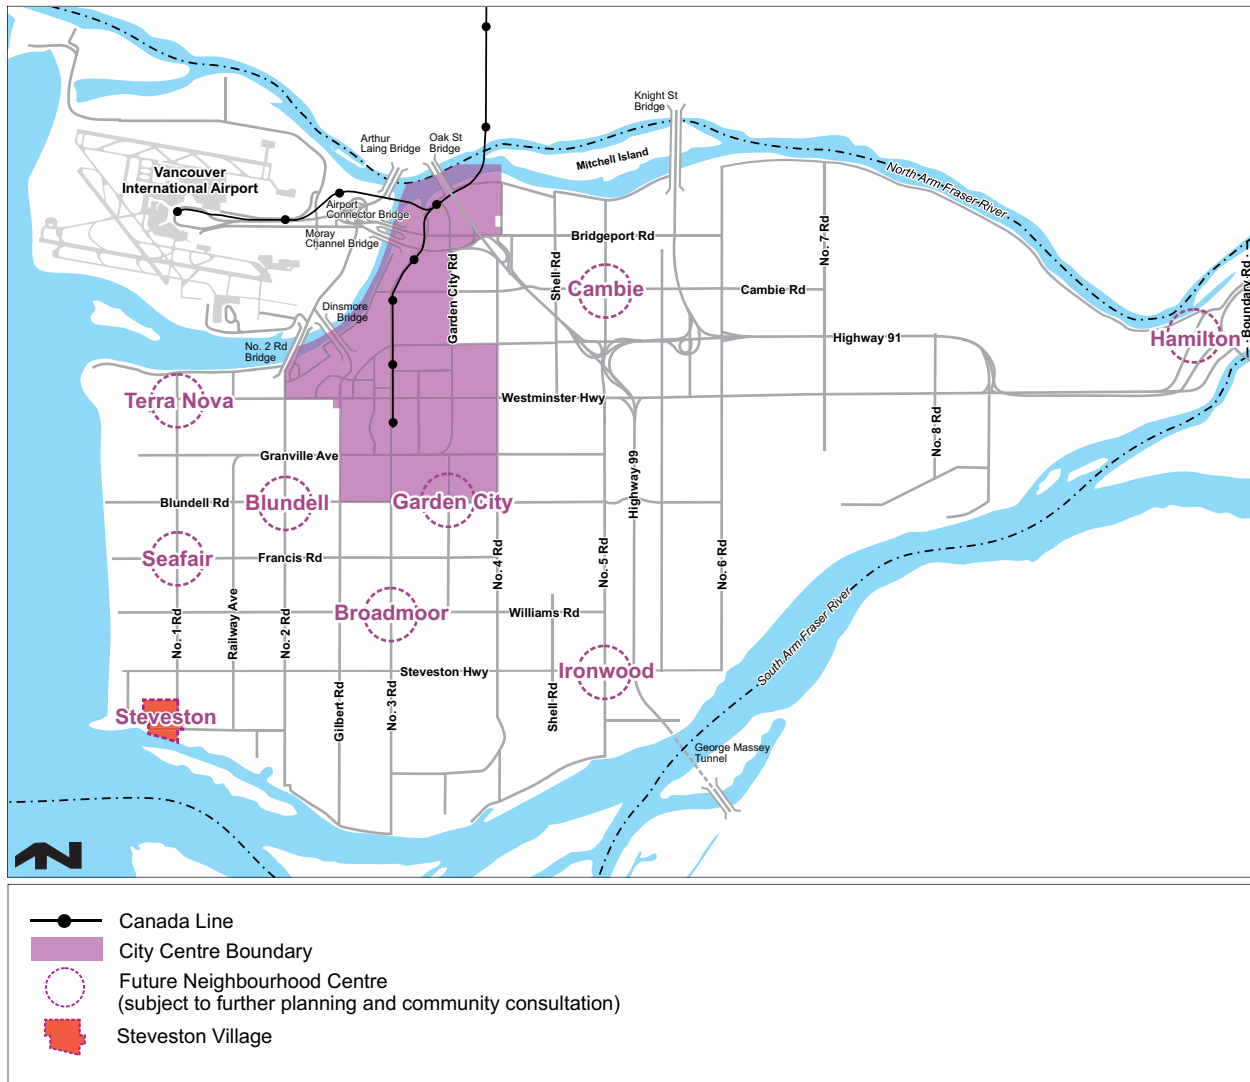 Knight St
Bridge
Arthur
Laing Bridge
Oak St
Bridge
Mitchell Island
Vancouver
International Airport
North Arm Fraser River
Airport
Connector Bridge
Moray
Channel Bridge
Bridgeport Rd
No. 7 Rd
Boundary Rd
Garden City Rd
Shell Rd
Cambie
Cambie Rd
Dinsmore
Bridge
No. 2 Rd
Bridge
Highway 91
Hamilton
Terra Nova
Westminster Hwy
No. 8 Rd
Granville Ave
Highway 99
Blundell Rd
Blundell
Garden City
Seafair
Francis Rd
No. 4 Rd
No. 5 Rd
No. 6 Rd
No. 1 Rd
Railway Ave
No. 2 Rd
Broadmoor
Williams Rd
South Arm Fraser River
Steveston Hwy
Ironwood
Gilbert Rd
No. 3 Rd
Shell Rd
Steveston
George Massey
Tunnel
N
Canada Line
City Centre Boundary
Future Neighbourhood Centre
(subject to further planning and community consultation)
Steveston Village